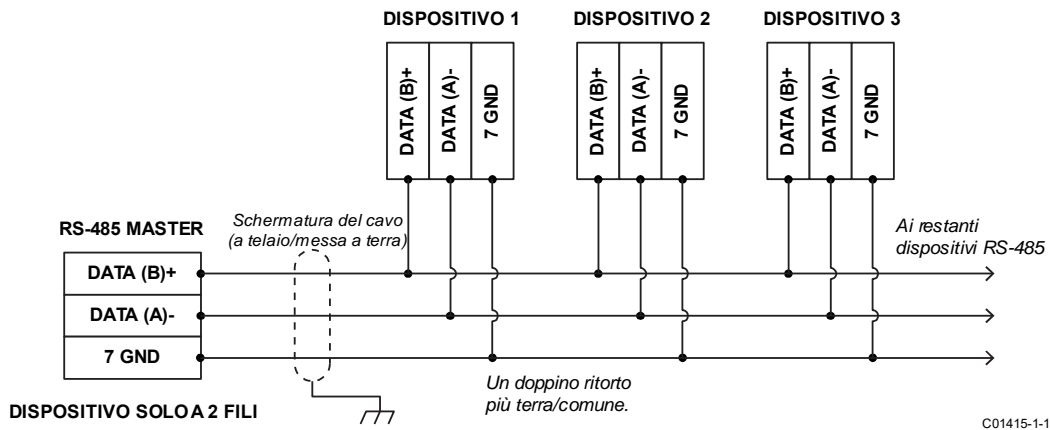 DISPOSITIVO 1
DISPOSITIVO 2
DISPOSITIVO 3
DATA (B)+
DATA (A)-
7 GND
DATA (B)+
DATA (A)-
7 GND
DATA (B)+
DATA (A)-
7 GND
Schermatura del cavo
(a telaio/messa a terra)
Ai restanti
dispositivi RS-485
RS-485 MASTER
DATA (B)+
DATA (A)-
7 GND
Un doppino ritorto
più terra/comune.
DISPOSITIVO SOLO A 2 FILI
C01415-1-1